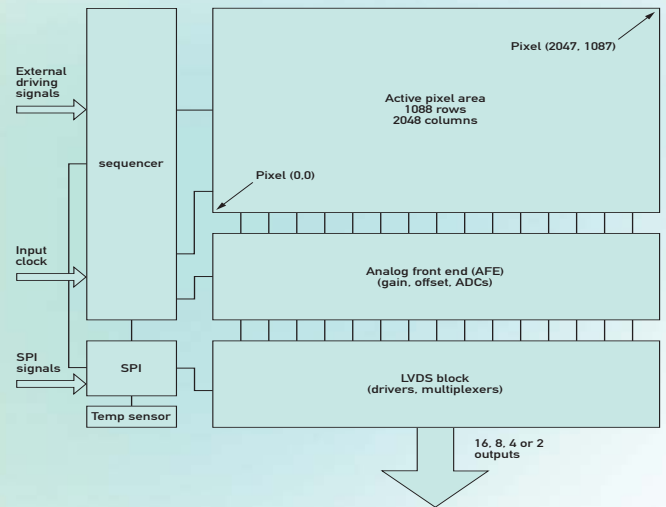 Pixel (2047, 1087)
External
driving
signals
Active pixel area
1088 rows
2048 columns
sequencer
Pixel (0,0)
Input
clock
Analog front end (AFE)
(gain, offset, ADCs)
SPI
signals
SPI
LVDS block
(drivers, multiplexers)
Temp sensor
16, 8, 4 or 2
outputs